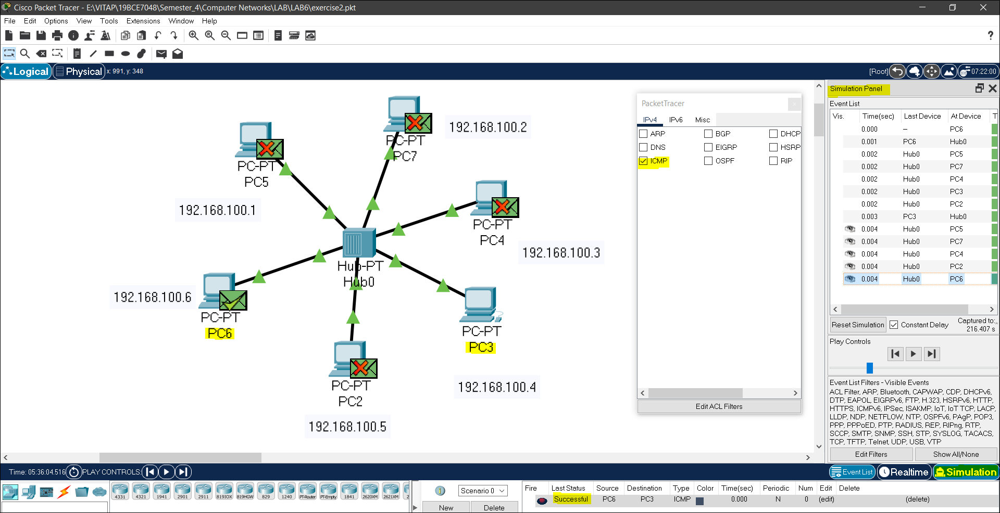 Cisco Packet Tracer - E:\VITAP\19BCE7048\Semester_4\Computer Networks\LAB\LAB6\exercise2.pkt
File Edit Options View Tools Extensions Window Help
?
Logical Physical x: 991, y: 348 [Root] 07:22:00
PC-PT
PC7
192.168.100.2
PC-PT
PC5
192.168.100.1
PC-PT
PC4
192.168.100.3
Hub-PT
Hub0
192.168.100.6
PC-PT
PC6
PC-PT
PC3
192.168.100.4
PC-PT
PC2
192.168.100.5
PacketTracer
IPv4 IPv6 Misc
ARP BGP DHCP
DNS EIGRP HSRP
ICMP OSPF RIP
Edit ACL Filters
Simulation Panel
Event List
Vis. Time(sec) Last Device At Device T
0.000 -- PC6
0.001 PC6 Hub0
0.002 Hub0 PC5
0.002 Hub0 PC7
0.002 Hub0 PC4
0.002 Hub0 PC3
0.002 Hub0 PC2
0.003 PC3 Hub0
0.004 Hub0 PC5
0.004 Hub0 PC7
0.004 Hub0 PC4
0.004 Hub0 PC2
0.004 Hub0 PC6
Reset Simulation Constant Delay Captured to:
216.407 s
Play Controls
Event List Filters - Visible Events
ACL Filter, ARP, Bluetooth, CAPWAP, CDP, DHCPv6,
DTP, EAPOL, EIGRPv6, FTP, H.323, HSRPv6, HTTP,
HTTPS, ICMPv6, IPSec, ISAKMP, IoT, IoT TCP, LACP,
LLDP, NDP, NETFLOW, NTP, OSPFv6, PAgP, POP3,
PPP, PPPoED, PTP, RADIUS, REP, RIPng, RTP,
SCCP, SMTP, SNMP, SSH, STP, SYSLOG, TACACS,
TCP, TFTP, Telnet, UDP, USB, VTP
Edit Filters Show All/None
Time: 05:36:04.516 PLAY CONTROLS: Event List Realtime Simulation
4331 4321 1941 2901 2911 819IOX 819HGW 829 1240 PT-Router PT-Empty 1841 2620XM 2621XM
1 Scenario 0
New Delete
Fire Last Status Source Destination Type Color Time(sec) Periodic Num Edit Delete
Successful PC6 PC3 ICMP 0.000 N 0 (edit) (delete)